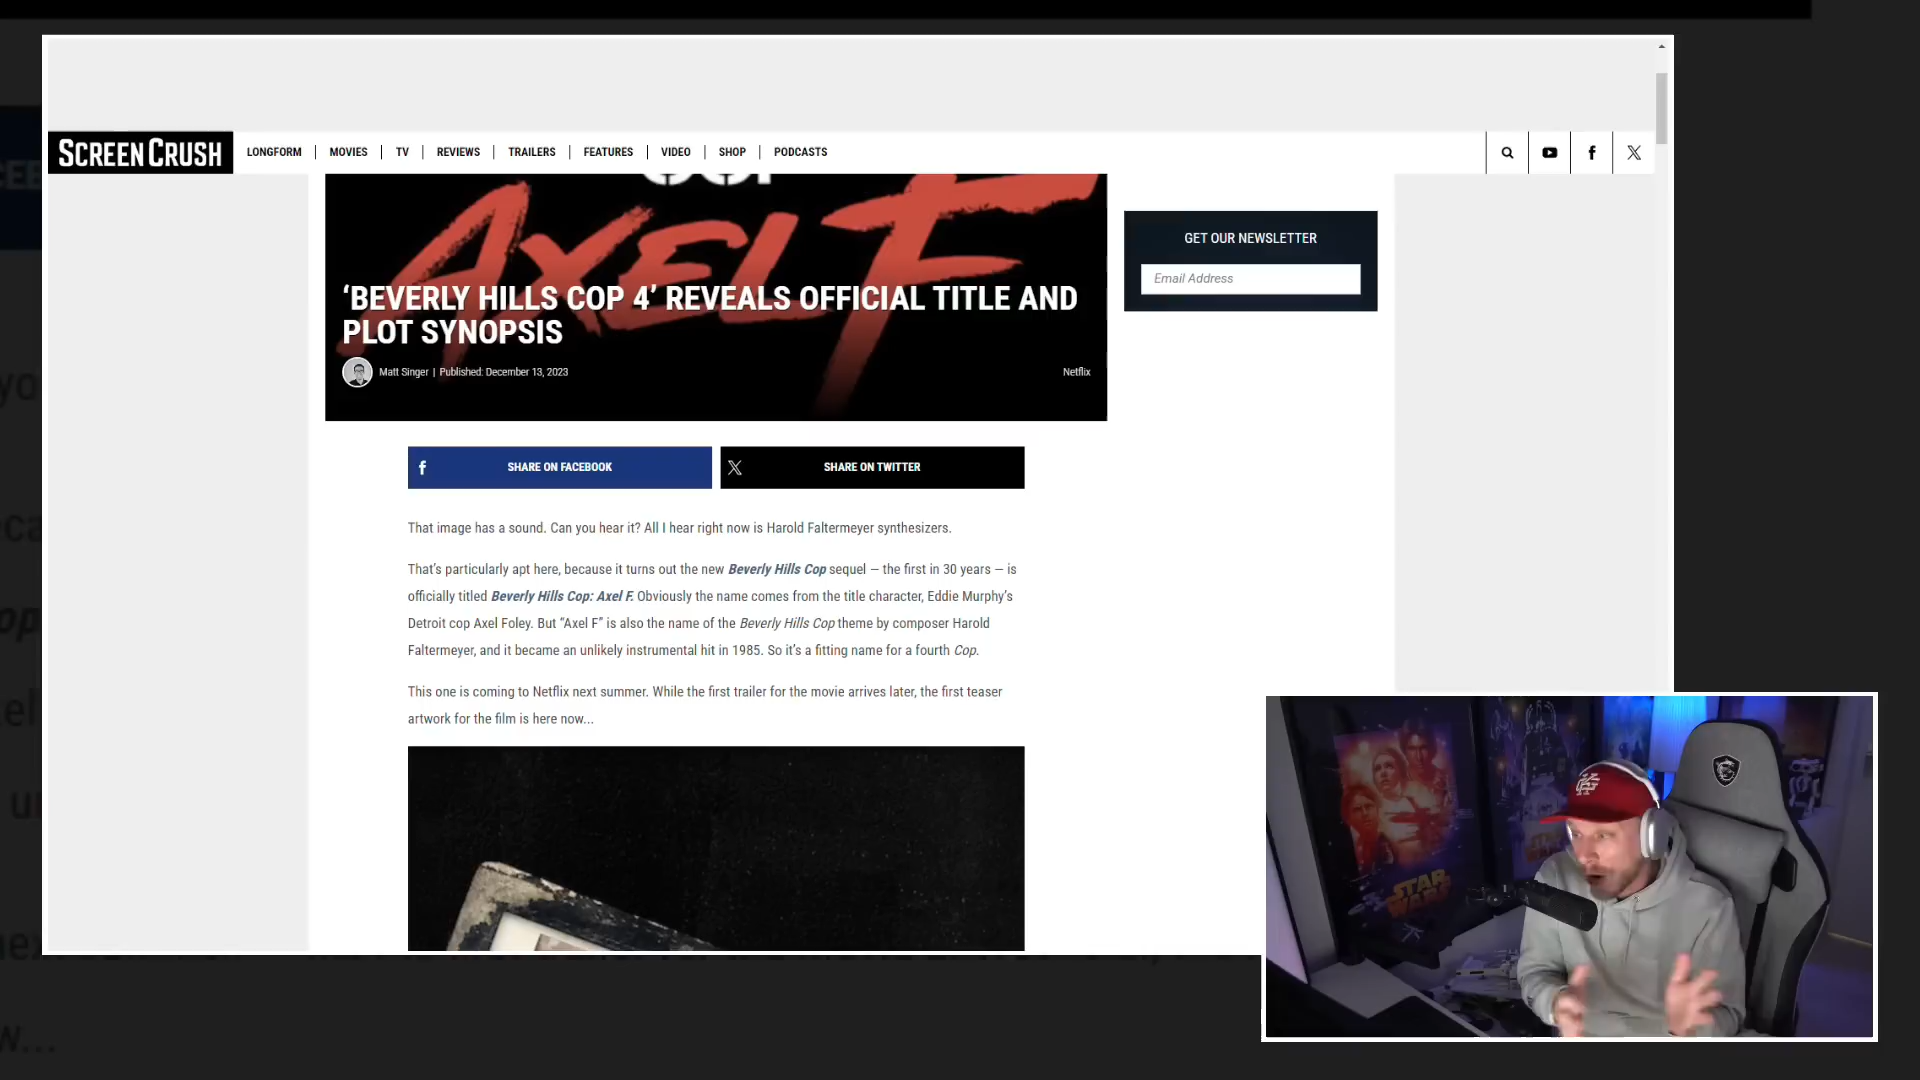 SCREENCRUSH
LONGFORM
MOVIES
TV
REVIEWS
TRAILERS
FEATURES
VIDEO
SHOP
PODCASTS
AXEL F
‘BEVERLY HILLS COP 4’ REVEALS OFFICIAL TITLE AND
PLOT SYNOPSIS
Matt Singer | Published: December 13, 2023
Netflix
GET OUR NEWSLETTER
Email Address
SHARE ON FACEBOOK
SHARE ON TWITTER
That image has a sound. Can you hear it? All I hear right now is Harold Faltermeyer synthesizers.
That’s particularly apt here, because it turns out the new Beverly Hills Cop sequel — the first in 30 years — is
officially titled Beverly Hills Cop: Axel F. Obviously the name comes from the title character, Eddie Murphy’s
Detroit cop Axel Foley. But “Axel F” is also the name of the Beverly Hills Cop theme by composer Harold
Faltermeyer, and it became an unlikely instrumental hit in 1985. So it’s a fitting name for a fourth Cop.
This one is coming to Netflix next summer. While the first trailer for the movie arrives later, the first teaser
artwork for the film is here now...
STAR
WARS